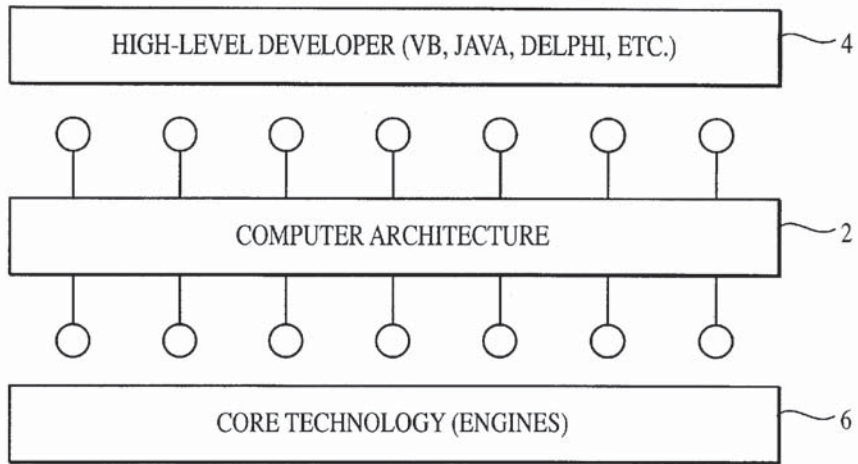 HIGH-LEVEL DEVELOPER (VB, JAVA, DELPHI, ETC.)
4
COMPUTER ARCHITECTURE
2
CORE TECHNOLOGY (ENGINES)
6